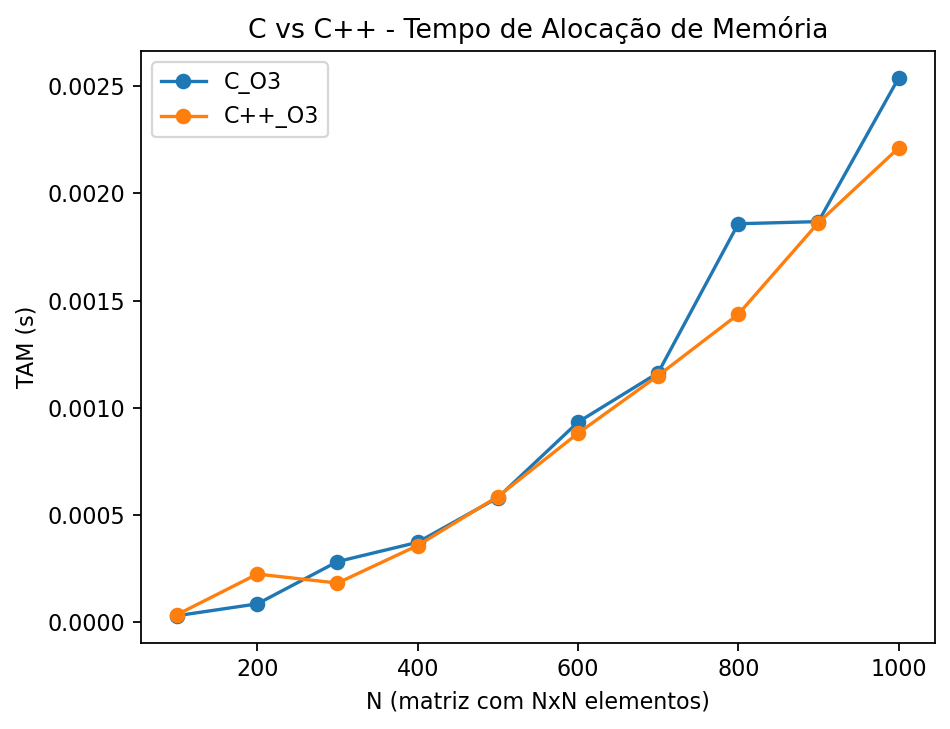 C vs C++ - Tempo de Alocação de Memória
C_O3
C++_O3
TAM (s)
0.0025
0.0020
0.0015
0.0010
0.0005
0.0000
200 400 600 800 1000
N (matriz com NxN elementos)